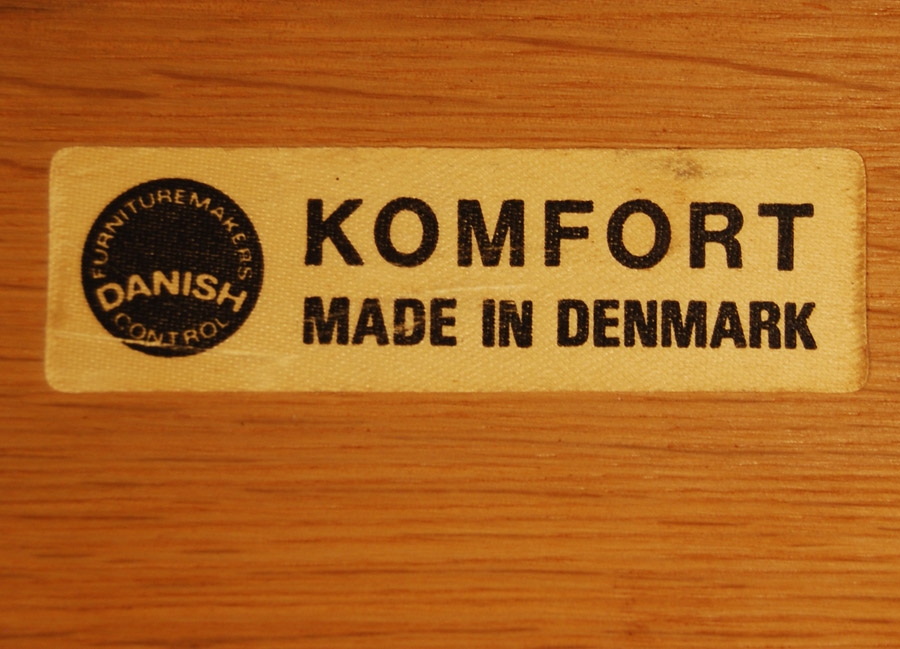 FURNITUREMAKERS
DANISH
CONTROL
KOMFORT
MADE IN DENMARK